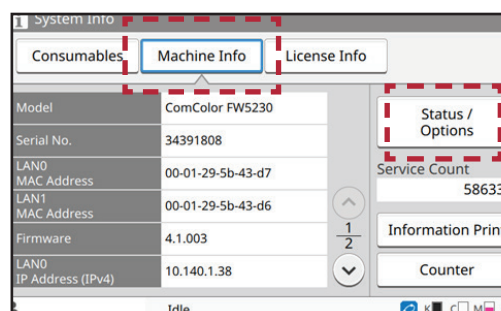 System Info
Consumables
Machine Info
License Info
Model
ComColor FW5230
Serial No.
34391808
LAN0
MAC Address
00-01-29-5b-43-d7
LAN1
MAC Address
00-01-29-5b-43-d6
Firmware
4.1.003
LAN0
IP Address (IPv4)
10.140.1.38
1
2
Status /
Options
Service Count
58633
Information Prin
Counter
Idle
K
C
M